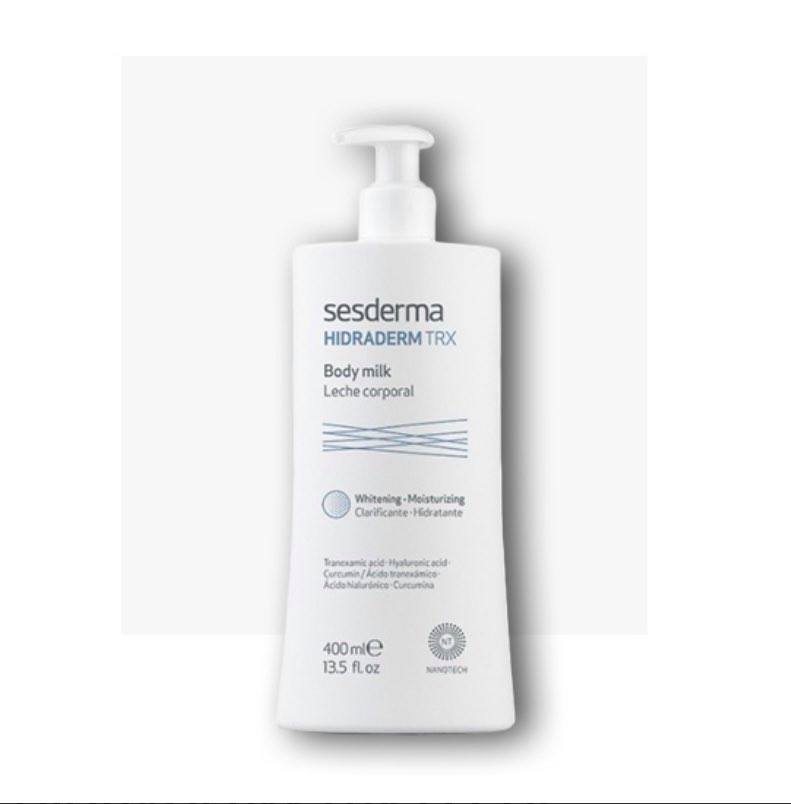 sesderma
HIDRADERM TRX
Body milk
Leche corporal
Whitening · Moisturizing
Clarificante · Hidratante
Tranexamic acid · Hyaluronic acid ·
Curcumin / Ácido tranexámico ·
Ácido hialurónico · Curcumina
400 ml e
13.5 fl. oz
NT
NANOTECH